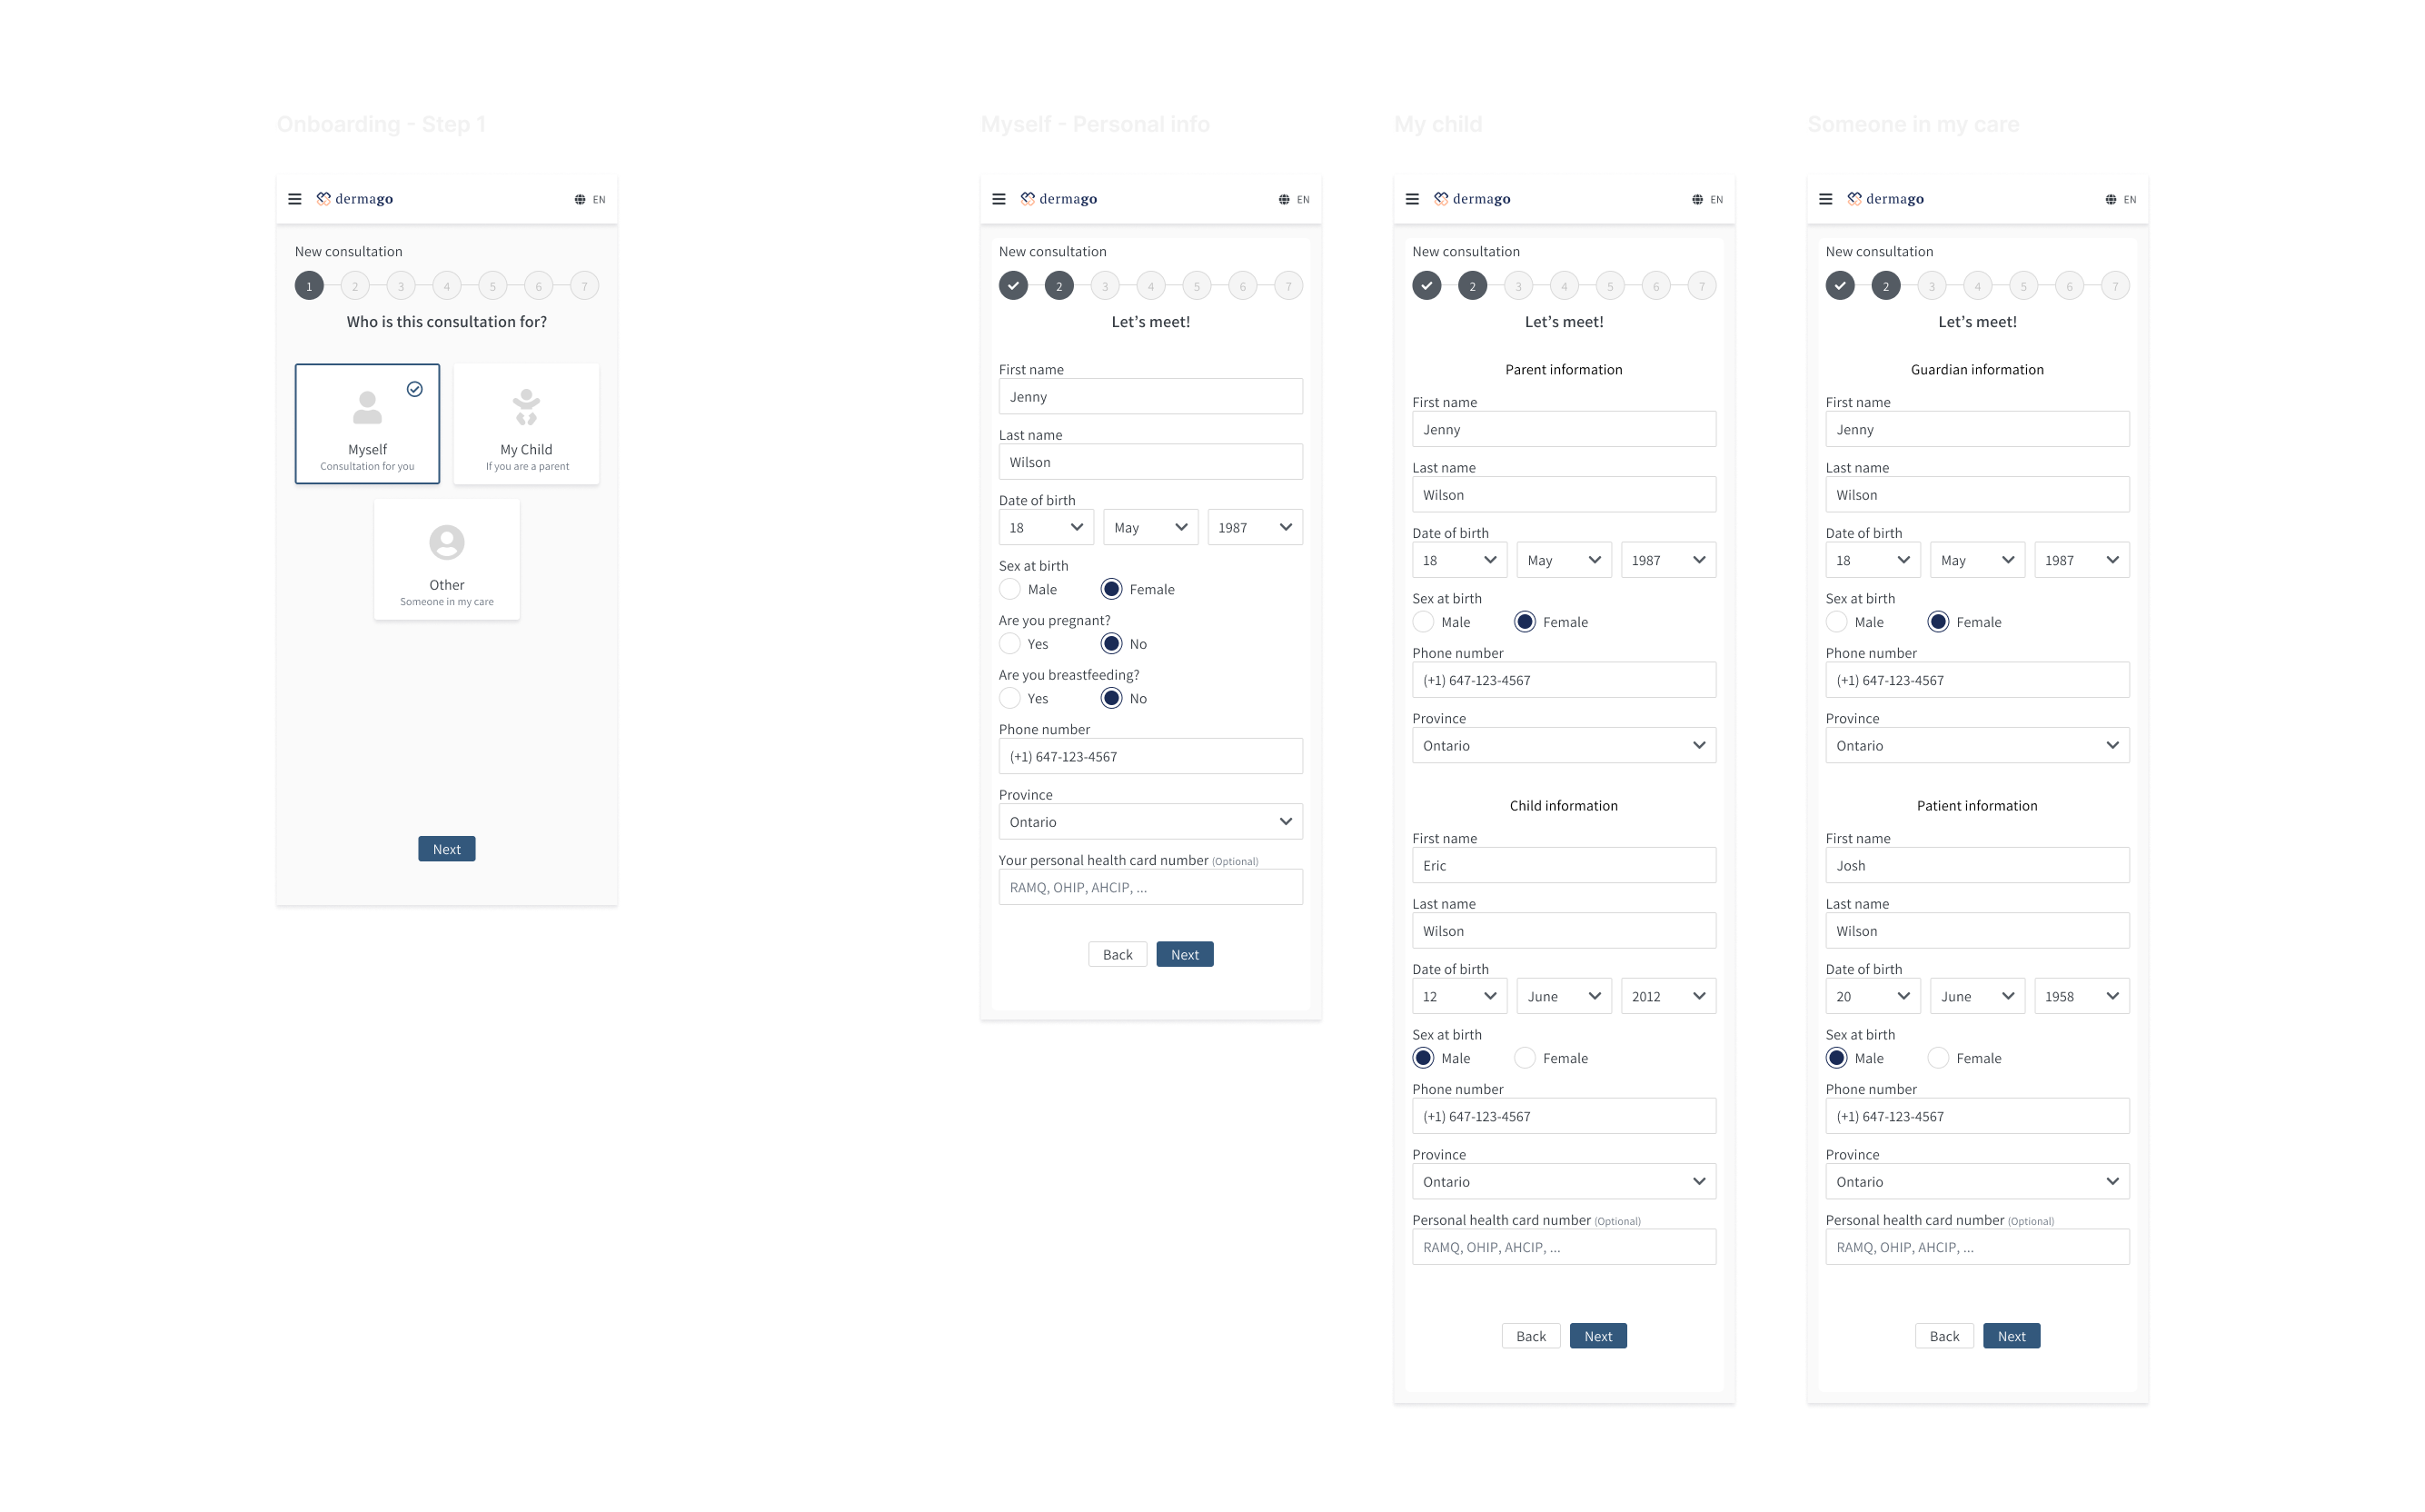 Onboarding - Step 1
dermago
EN
New consultation
1 2 3 4 5 6 7
Who is this consultation for?
Myself
Consultation for you
My Child
If you are a parent
Other
Someone in my care
Next
Myself - Personal info
dermago
EN
New consultation
2 3 4 5 6 7
Let’s meet!
First name
Jenny
Last name
Wilson
Date of birth
18 May 1987
Sex at birth
Male Female
Are you pregnant?
Yes No
Are you breastfeeding?
Yes No
Phone number
(+1) 647-123-4567
Province
Ontario
Your personal health card number (Optional)
RAMQ, OHIP, AHCIP, ...
Back Next
My child
dermago
EN
New consultation
2 3 4 5 6 7
Let’s meet!
Parent information
First name
Jenny
Last name
Wilson
Date of birth
18 May 1987
Sex at birth
Male Female
Phone number
(+1) 647-123-4567
Province
Ontario
Child information
First name
Eric
Last name
Wilson
Date of birth
12 June 2012
Sex at birth
Male Female
Phone number
(+1) 647-123-4567
Province
Ontario
Personal health card number (Optional)
RAMQ, OHIP, AHCIP, ...
Back Next
Someone in my care
dermago
EN
New consultation
2 3 4 5 6 7
Let’s meet!
Guardian information
First name
Jenny
Last name
Wilson
Date of birth
18 May 1987
Sex at birth
Male Female
Phone number
(+1) 647-123-4567
Province
Ontario
Patient information
First name
Josh
Last name
Wilson
Date of birth
20 June 1958
Sex at birth
Male Female
Phone number
(+1) 647-123-4567
Province
Ontario
Personal health card number (Optional)
RAMQ, OHIP, AHCIP, ...
Back Next